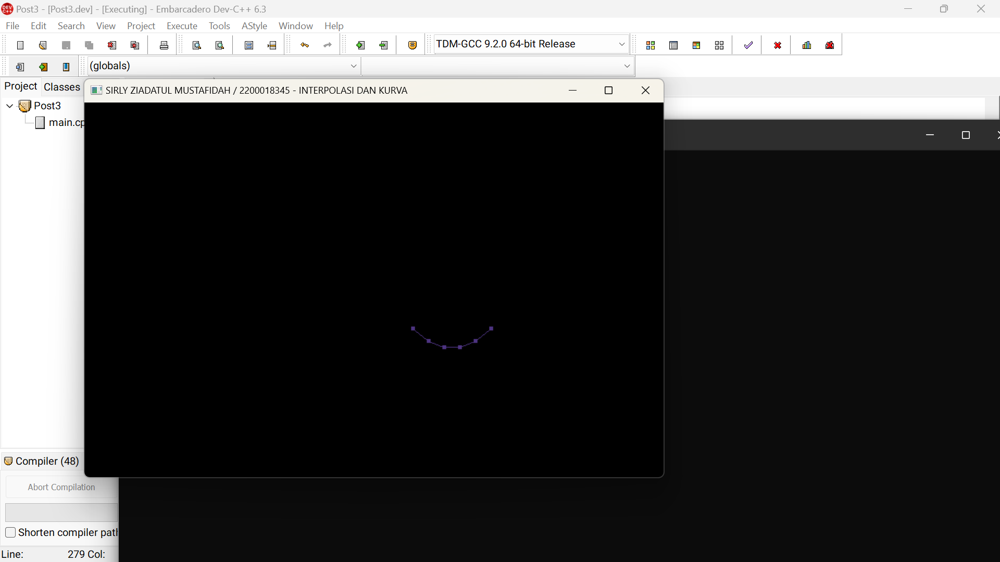 DEV C++
Post3 - [Post3.dev] - [Executing] - Embarcadero Dev-C++ 6.3
File Edit Search View Project Execute Tools AStyle Window Help
TDM-GCC 9.2.0 64-bit Release
(globals)
Project Classes
SIRLY ZIADATUL MUSTAFIDAH / 2200018345 - INTERPOLASI DAN KURVA
Post3
main.cp
Compiler (48)
Abort Compilation
Shorten compiler path
Line: 279 Col: